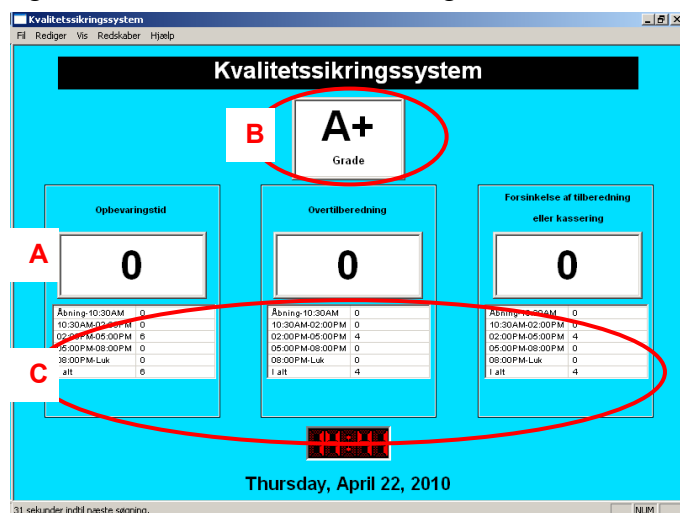 Kvalitetssikringssystem
Fil Rediger Vis Redskaber Hjælp
Kvalitetssikringssystem
B
A+
Grade
Opbevaringstid
Overtilberedning
Forsinkelse af tilberedning
eller kassering
A
0
0
0
Åbning-10:30AM 0
10:30AM-02:00PM 0
02:00PM-05:00PM 6
05:00PM-08:00PM 0
08:00PM-Luk 0
I alt 6
Åbning-10:30AM 0
10:30AM-02:00PM 0
02:00PM-05:00PM 4
05:00PM-08:00PM 0
08:00PM-Luk 0
I alt 4
Åbning-10:30AM 0
10:30AM-02:00PM 0
02:00PM-05:00PM 4
05:00PM-08:00PM 0
08:00PM-Luk 0
I alt 4
C
Thursday, April 22, 2010
31 sekunder indtil næste søgning.
NUM